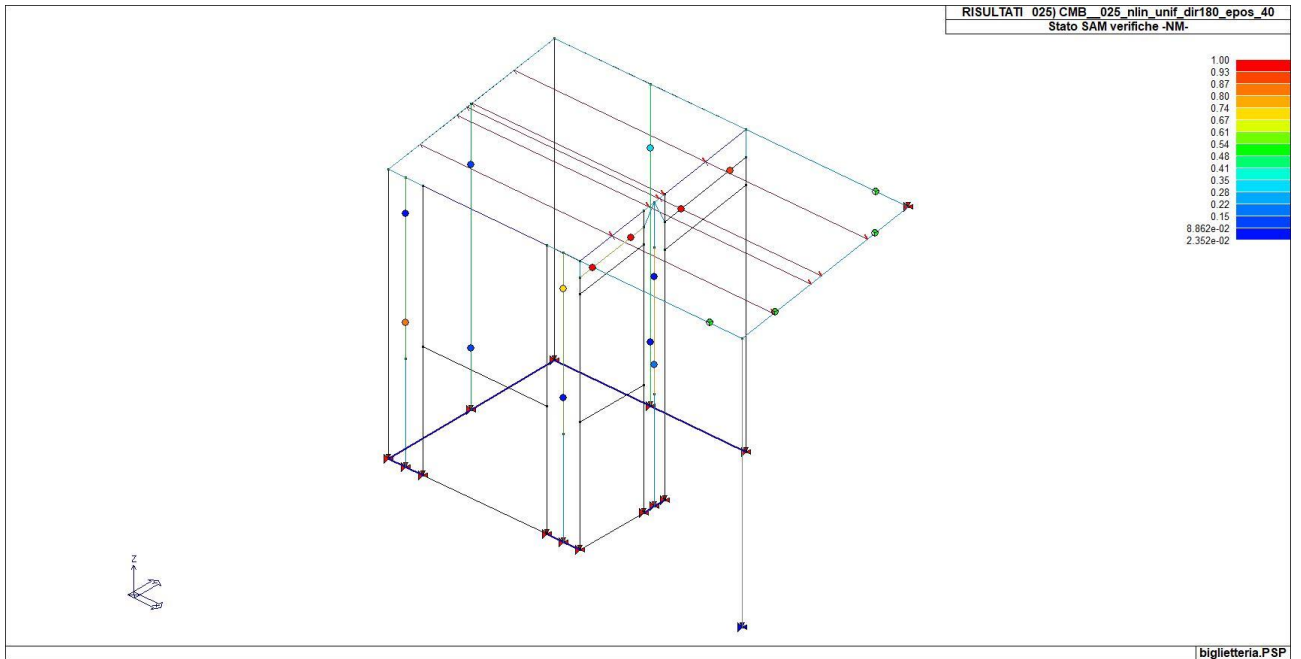 RISULTATI 025) CMB__025_nlin_unif_dir180_epos_40
Stato SAM verifiche -NM-
1.00
0.93
0.87
0.80
0.74
0.67
0.61
0.54
0.48
0.41
0.35
0.28
0.22
0.15
8.862e-02
2.352e-02
Z
biglietteria.PSP